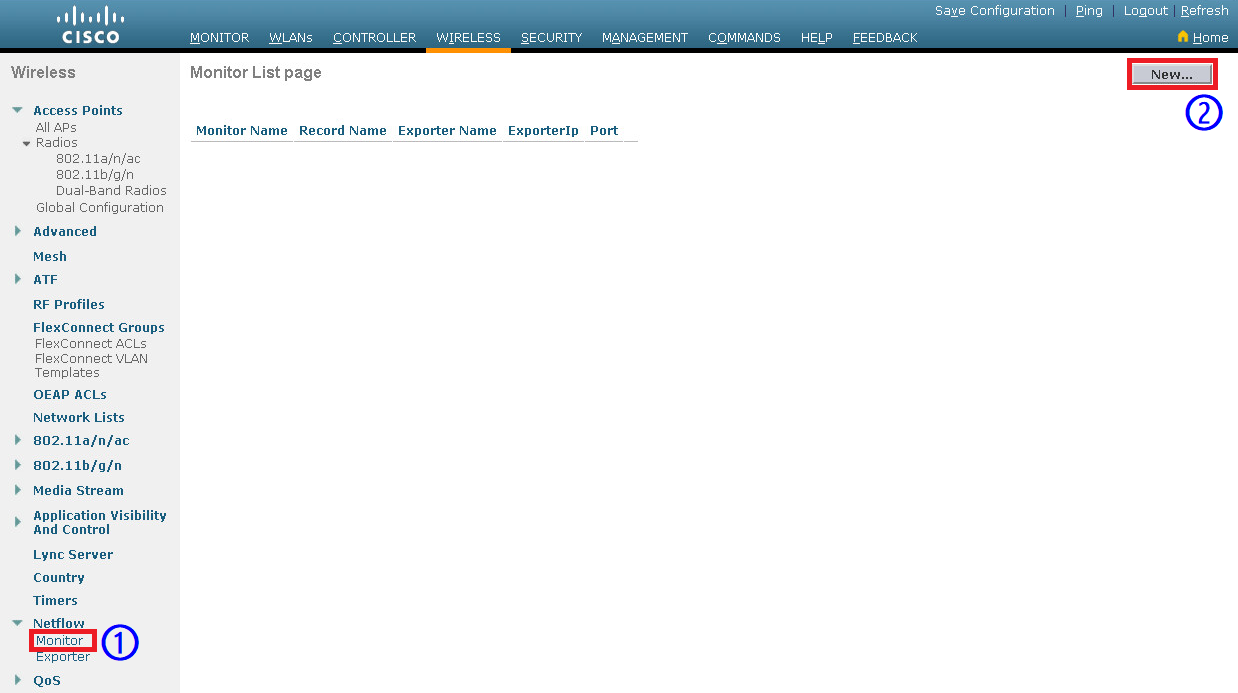 Save Configuration | Ping | Logout | Refresh
CISCO
MONITOR WLANs CONTROLLER WIRELESS SECURITY MANAGEMENT COMMANDS HELP FEEDBACK
Home
Wireless
Access Points
All APs
Radios
802.11a/n/ac
802.11b/g/n
Dual-Band Radios
Global Configuration
Advanced
Mesh
ATF
RF Profiles
FlexConnect Groups
FlexConnect ACLs
FlexConnect VLAN
Templates
OEAP ACLs
Network Lists
802.11a/n/ac
802.11b/g/n
Media Stream
Application Visibility
And Control
Lync Server
Country
Timers
Netflow
Monitor
1
Exporter
QoS
Monitor List page
New...
2
Monitor Name Record Name Exporter Name ExporterIp Port